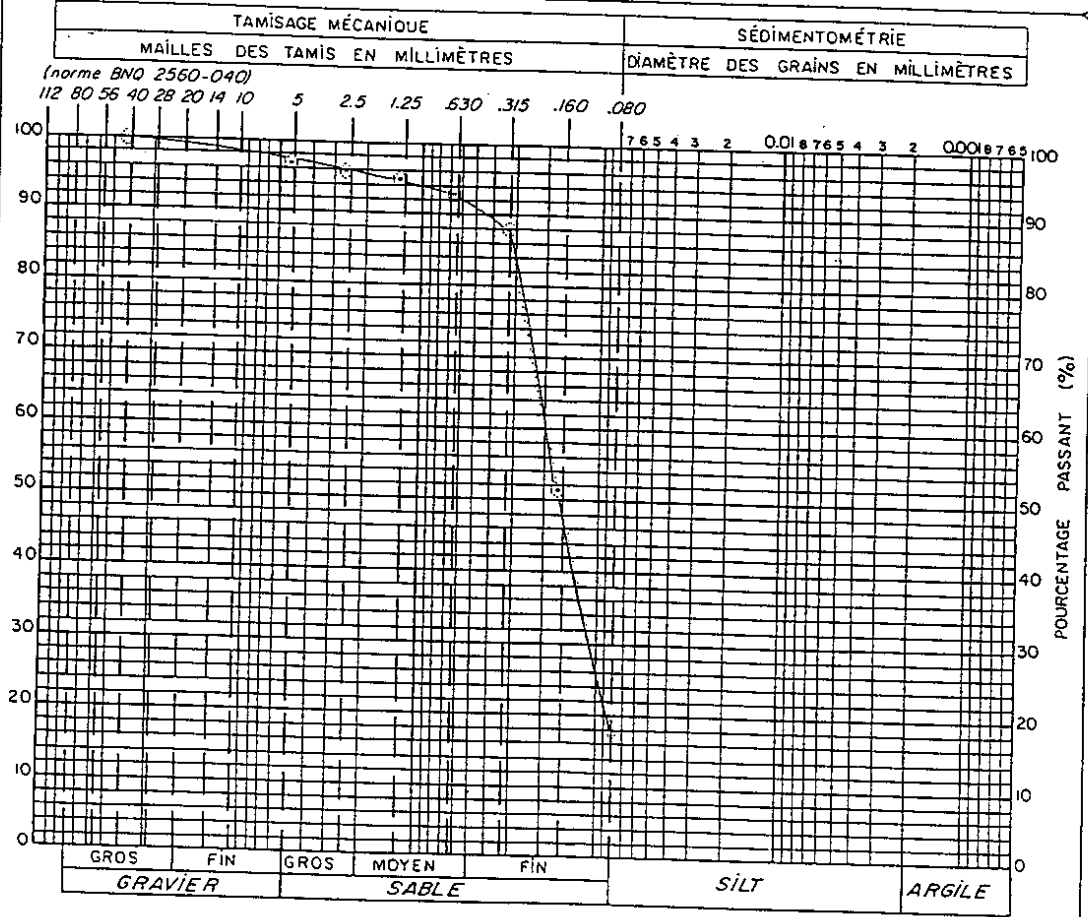 TAMISAGE MÉCANIQUE
SÉDIMENTOMÉTRIE
MAILLES DES TAMIS EN MILLIMÈTRES
DIAMÈTRE DES GRAINS EN MILLIMÈTRES
(norme BNQ 2560-040)
112 80 56 40 28 20 14 10 5 2.5 1.25 .630 .315 .160 .080
7 6 5 4 3 2 0.01 8 7 6 5 4 3 2 0.001 8 7 6 5
100 100
90 90
80 80
70 70
60 60
50 50
40 40
30 30
20 20
10 10
0 0
POURCENTAGE PASSANT (%)
GROS FIN GROS MOYEN FIN
GRAVIER SABLE SILT ARGILE